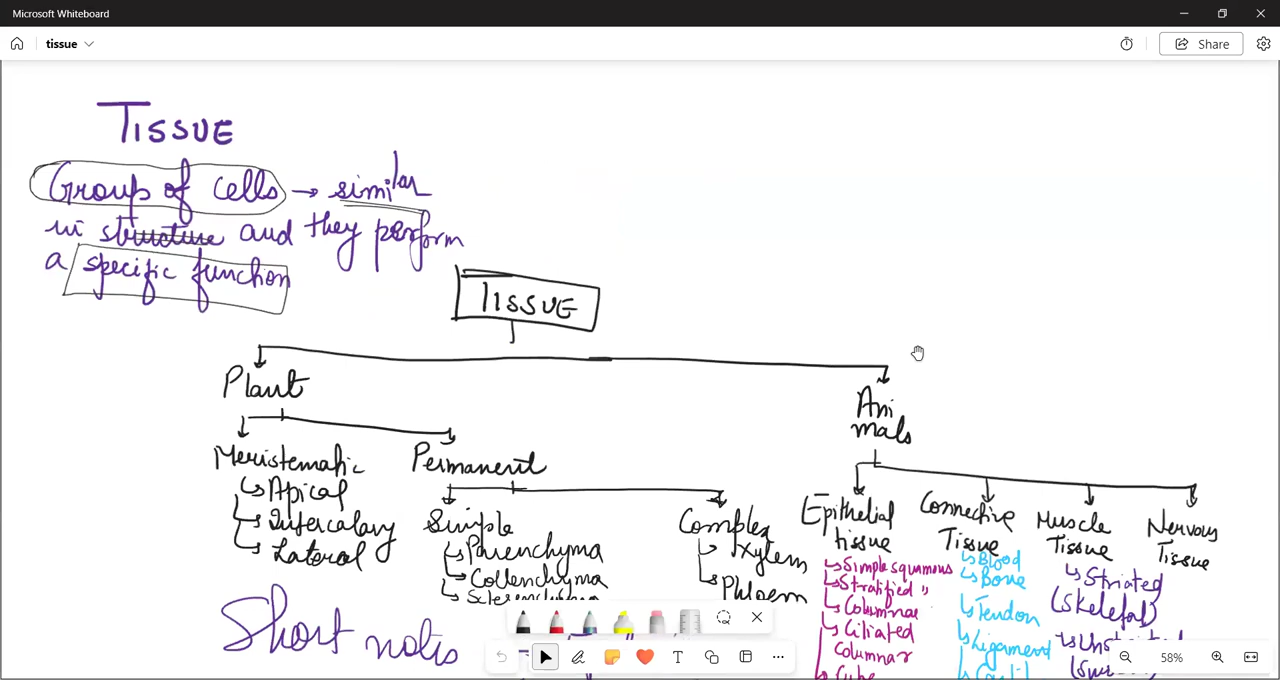 Microsoft Whiteboard
tissue
Share
TISSUE
Group of cells → similar
in structure and they perform
a specific function
TISSUE
Plant
Animals
Meristematic
Apical
Intercalary
Lateral
Permanent
Simple
Parenchyma
Collenchyma
Sclerenchyma
Complex
Xylem
Phloem
Epithelial
tissue
Simple squamous
Stratified "
Columnar
Ciliated
Columnar
Connective
Tissue
Blood
Bone
Tendon
Ligament
Muscle
Tissue
Striated
(Skeletal)
Nervous
Tissue
Short notes
58%